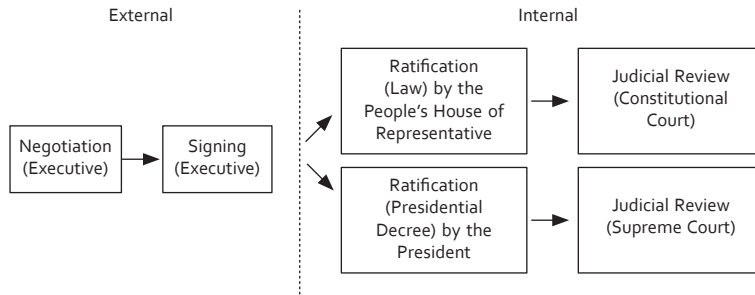 External
Internal
Negotiation
(Executive)
Signing
(Executive)
Ratification
(Law) by the
People's House of
Representative
Judicial Review
(Constitutional
Court)
Ratification
(Presidential
Decree) by the
President
Judicial Review
(Supreme Court)